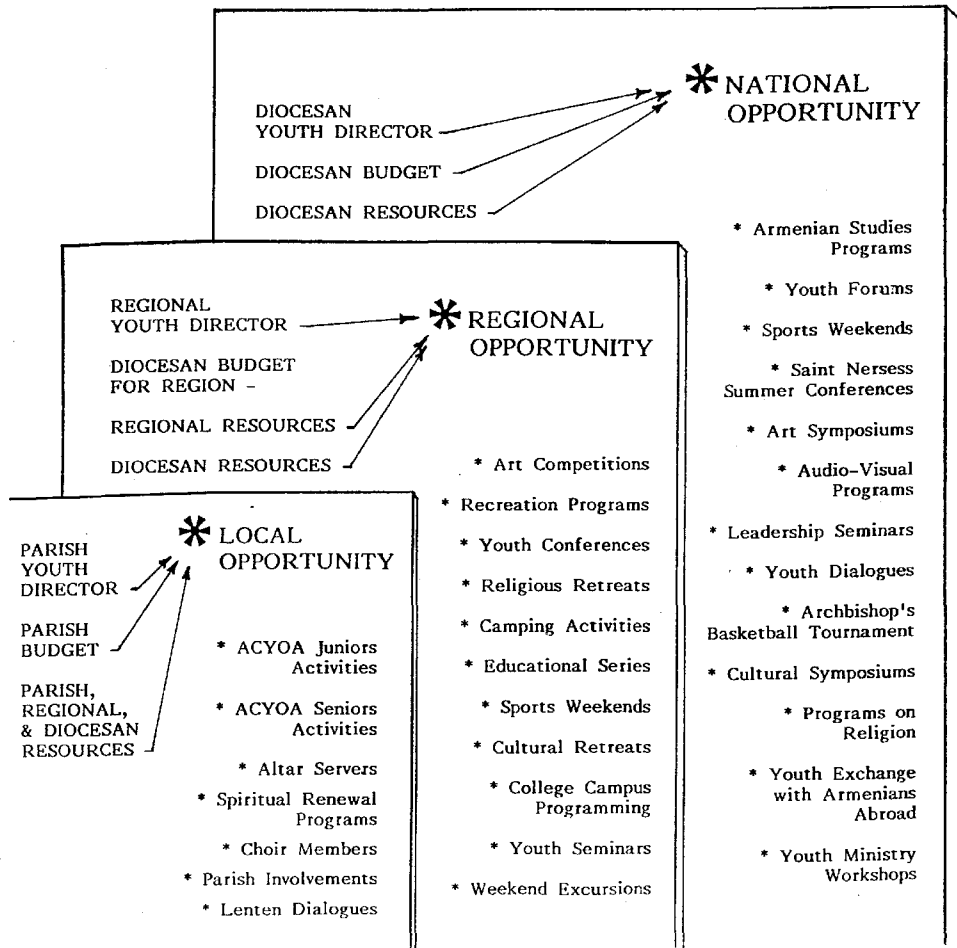 * NATIONAL
OPPORTUNITY
DIOCESAN
YOUTH DIRECTOR
DIOCESAN BUDGET
DIOCESAN RESOURCES
* Armenian Studies
Programs
* Youth Forums
* Sports Weekends
* Saint Nersess
Summer Conferences
* Art Symposiums
* Audio-Visual
Programs
* Leadership Seminars
* Youth Dialogues
* Archbishop's
Basketball Tournament
* Cultural Symposiums
* Programs on
Religion
* Youth Exchange
with Armenians
Abroad
* Youth Ministry
Workshops
* REGIONAL
OPPORTUNITY
REGIONAL
YOUTH DIRECTOR
DIOCESAN BUDGET
FOR REGION -
REGIONAL RESOURCES
DIOCESAN RESOURCES
* Art Competitions
* Recreation Programs
* Youth Conferences
* Religious Retreats
* Camping Activities
* Educational Series
* Sports Weekends
* Cultural Retreats
* College Campus
Programming
* Youth Seminars
* Weekend Excursions
* LOCAL
OPPORTUNITY
PARISH
YOUTH
DIRECTOR
PARISH
BUDGET
PARISH,
REGIONAL,
& DIOCESAN
RESOURCES
* ACYOA Juniors
Activities
* ACYOA Seniors
Activities
* Altar Servers
* Spiritual Renewal
Programs
* Choir Members
* Parish Involvements
* Lenten Dialogues